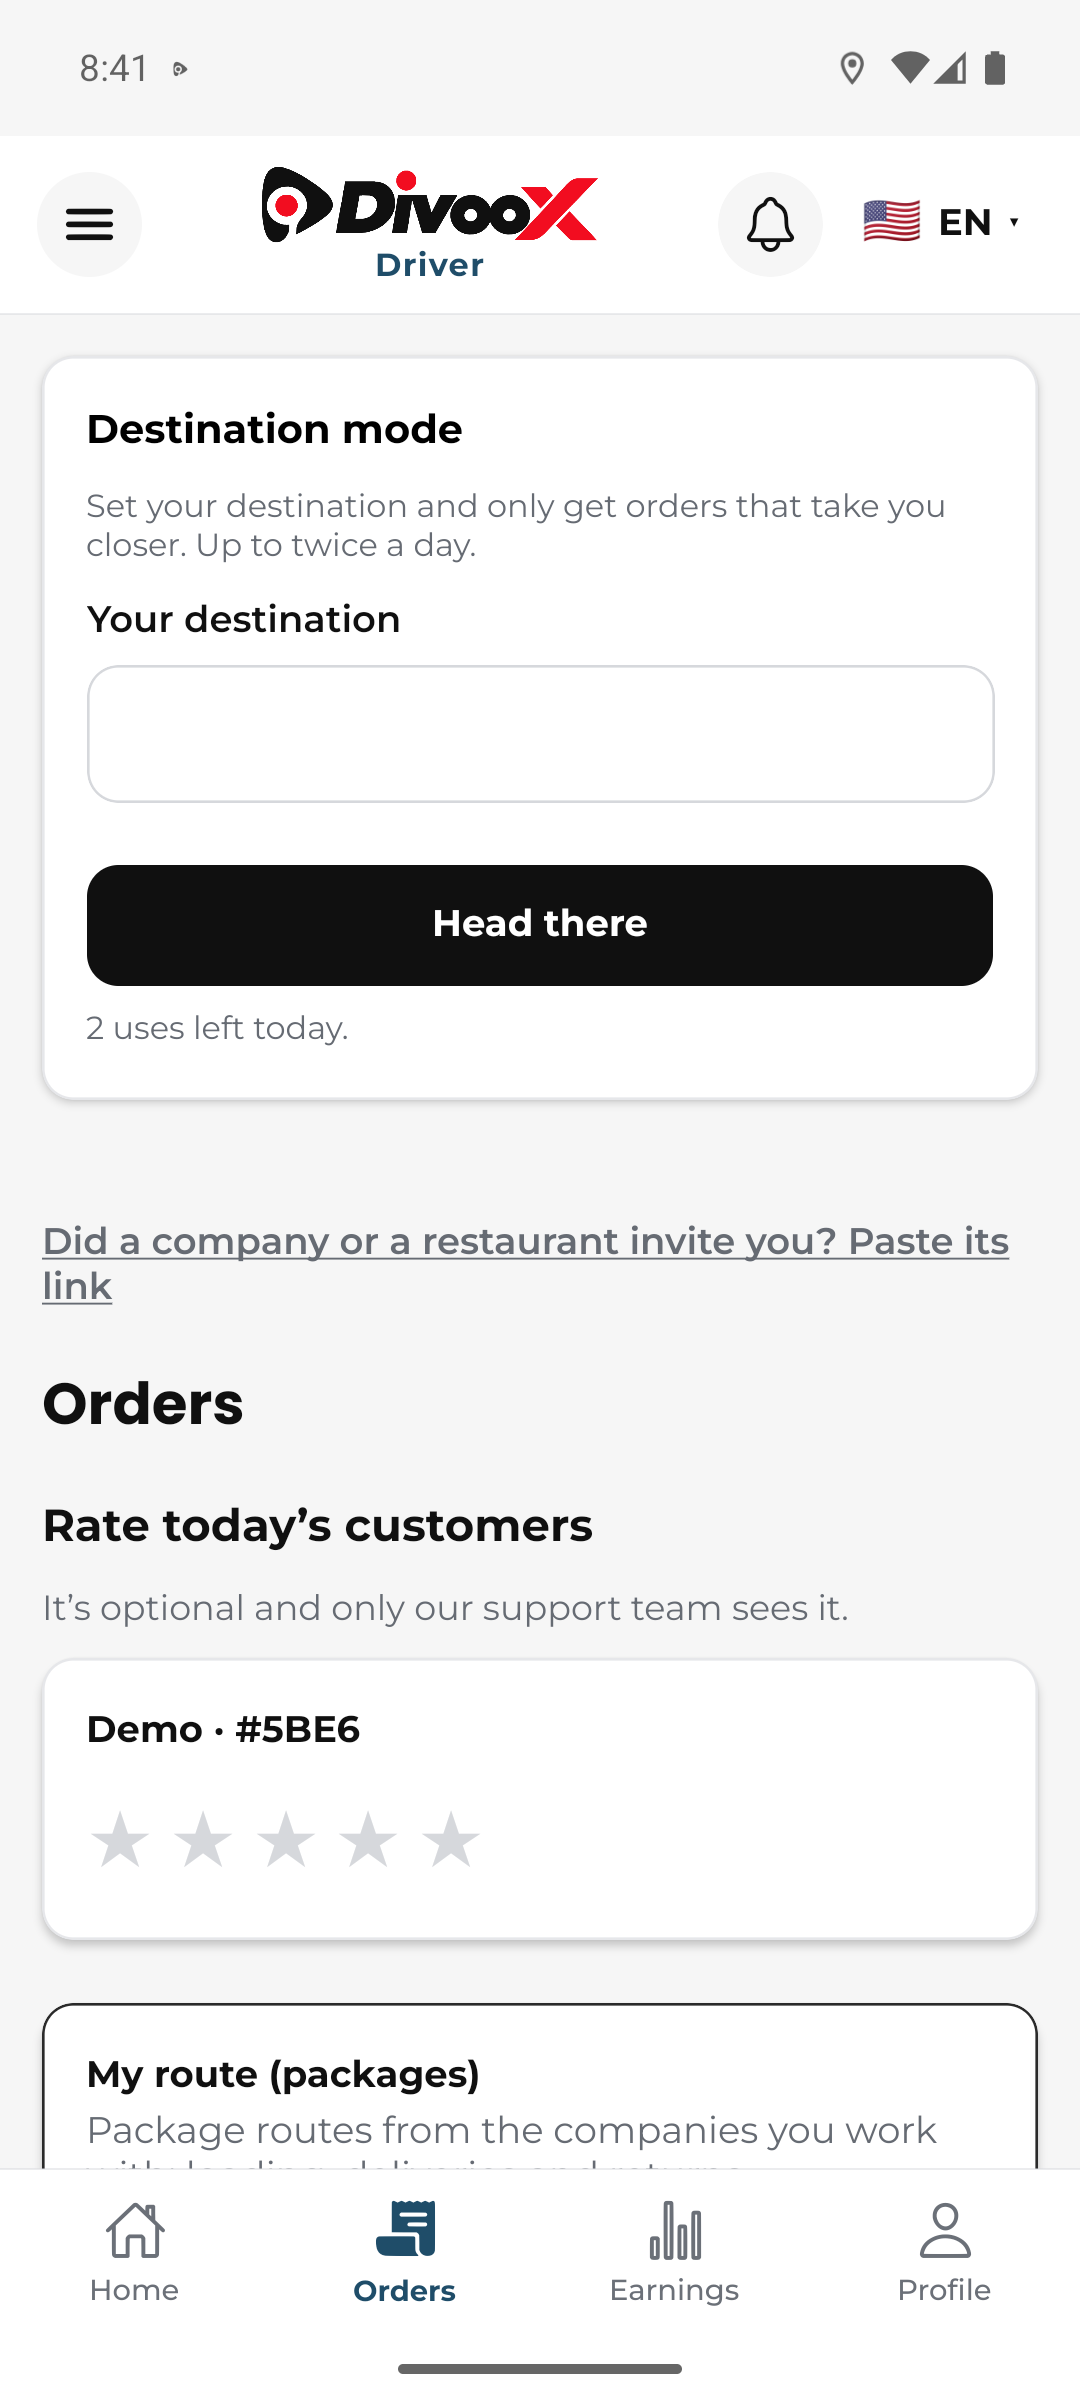 8:41
DivooX
Driver
EN
Destination mode
Set your destination and only get orders that take you
closer. Up to twice a day.
Your destination
Head there
2 uses left today.
Did a company or a restaurant invite you? Paste its
link
Orders
Rate today’s customers
It’s optional and only our support team sees it.
Demo · #5BE6
My route (packages)
Package routes from the companies you work
Home
Orders
Earnings
Profile